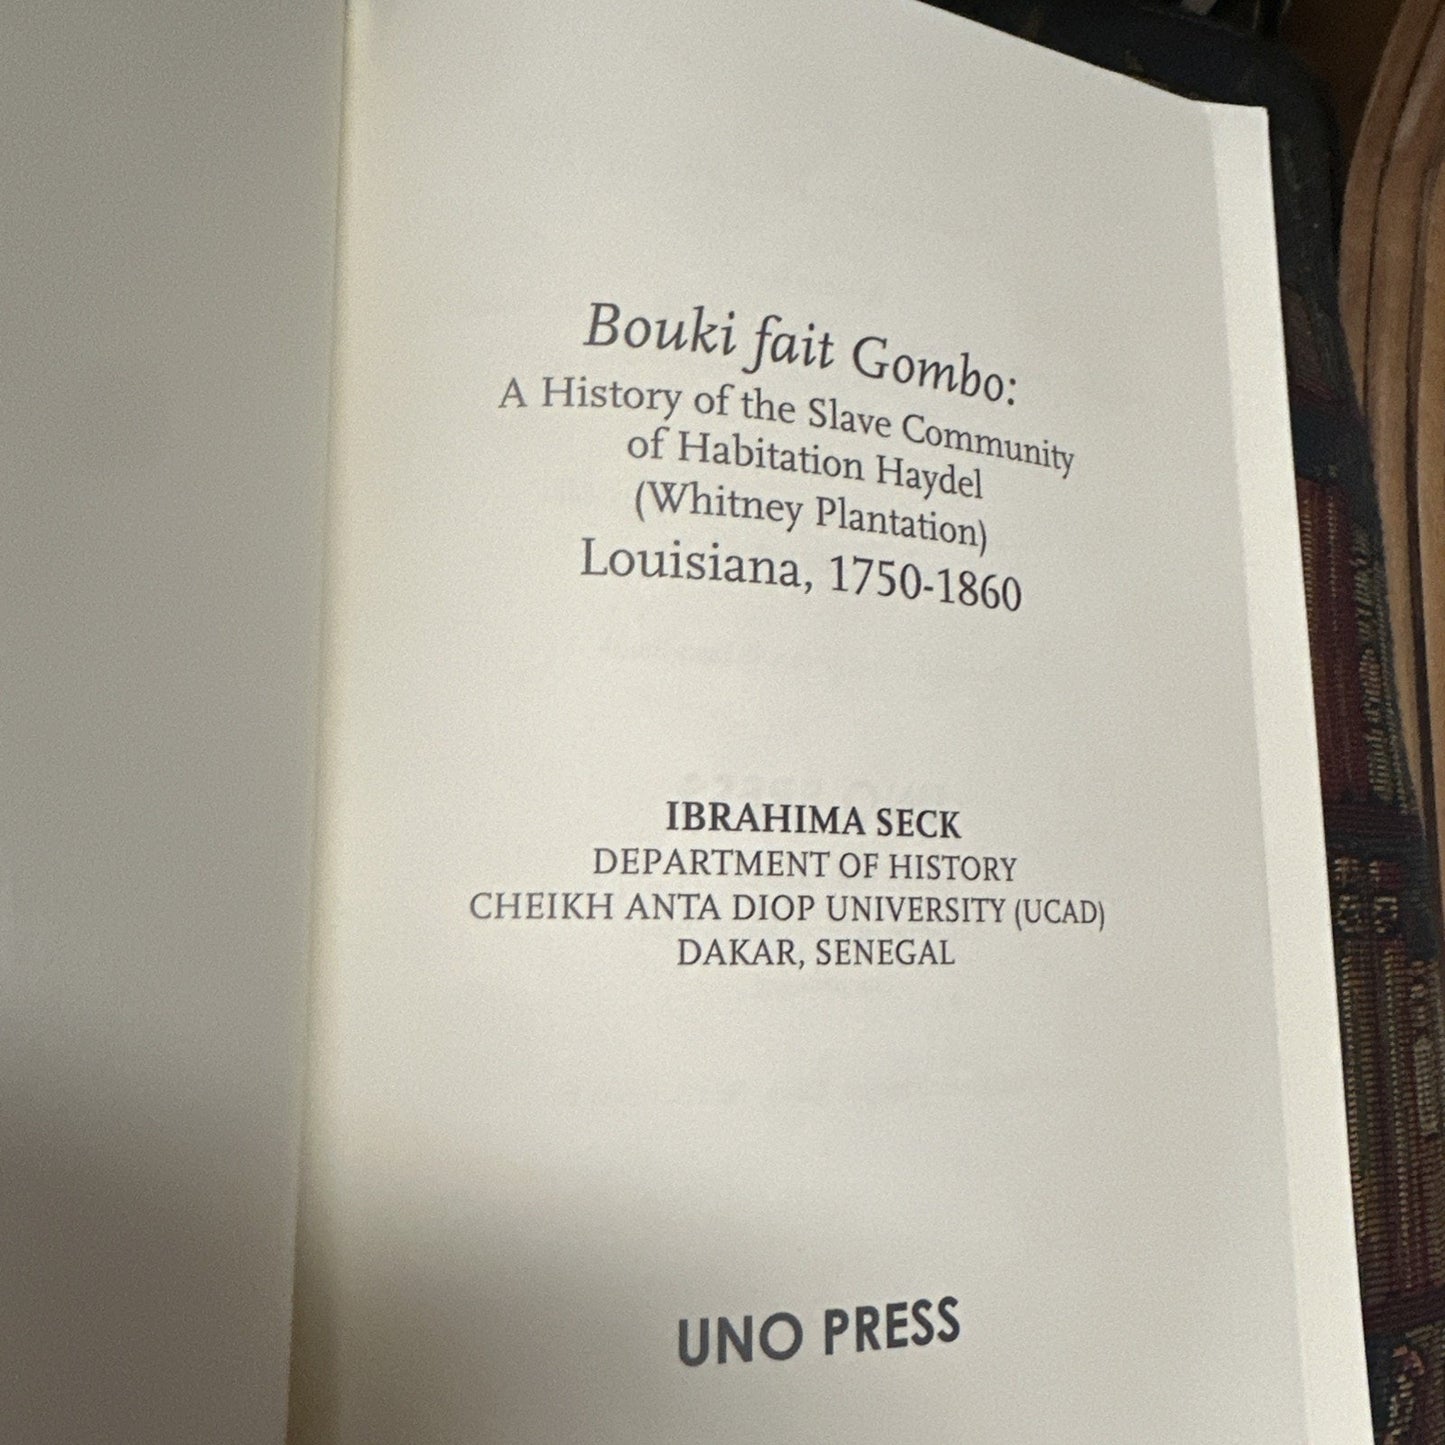 Bouki fait Gombo:
A History of the Slave Community
of Habitation Haydel
(Whitney Plantation)
Louisiana, 1750-1860
IBRAHIMA SECK
DEPARTMENT OF HISTORY
CHEIKH ANTA DIOP UNIVERSITY (UCAD)
DAKAR, SENEGAL
UNO PRESS